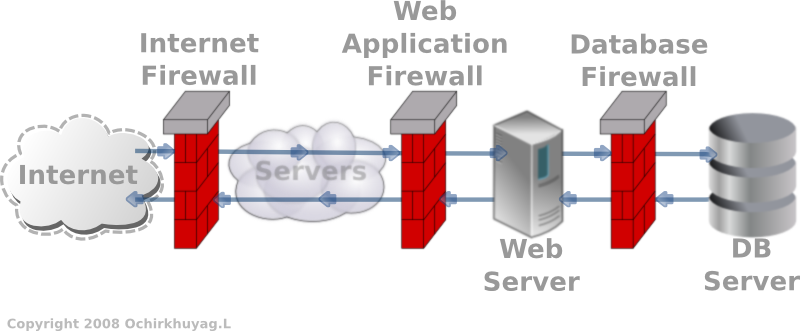 Internet
Firewall
Web
Application
Firewall
Database
Firewall
Internet
Servers
Web
Server
DB
Server
Copyright 2008 Ochirkhuyag.L